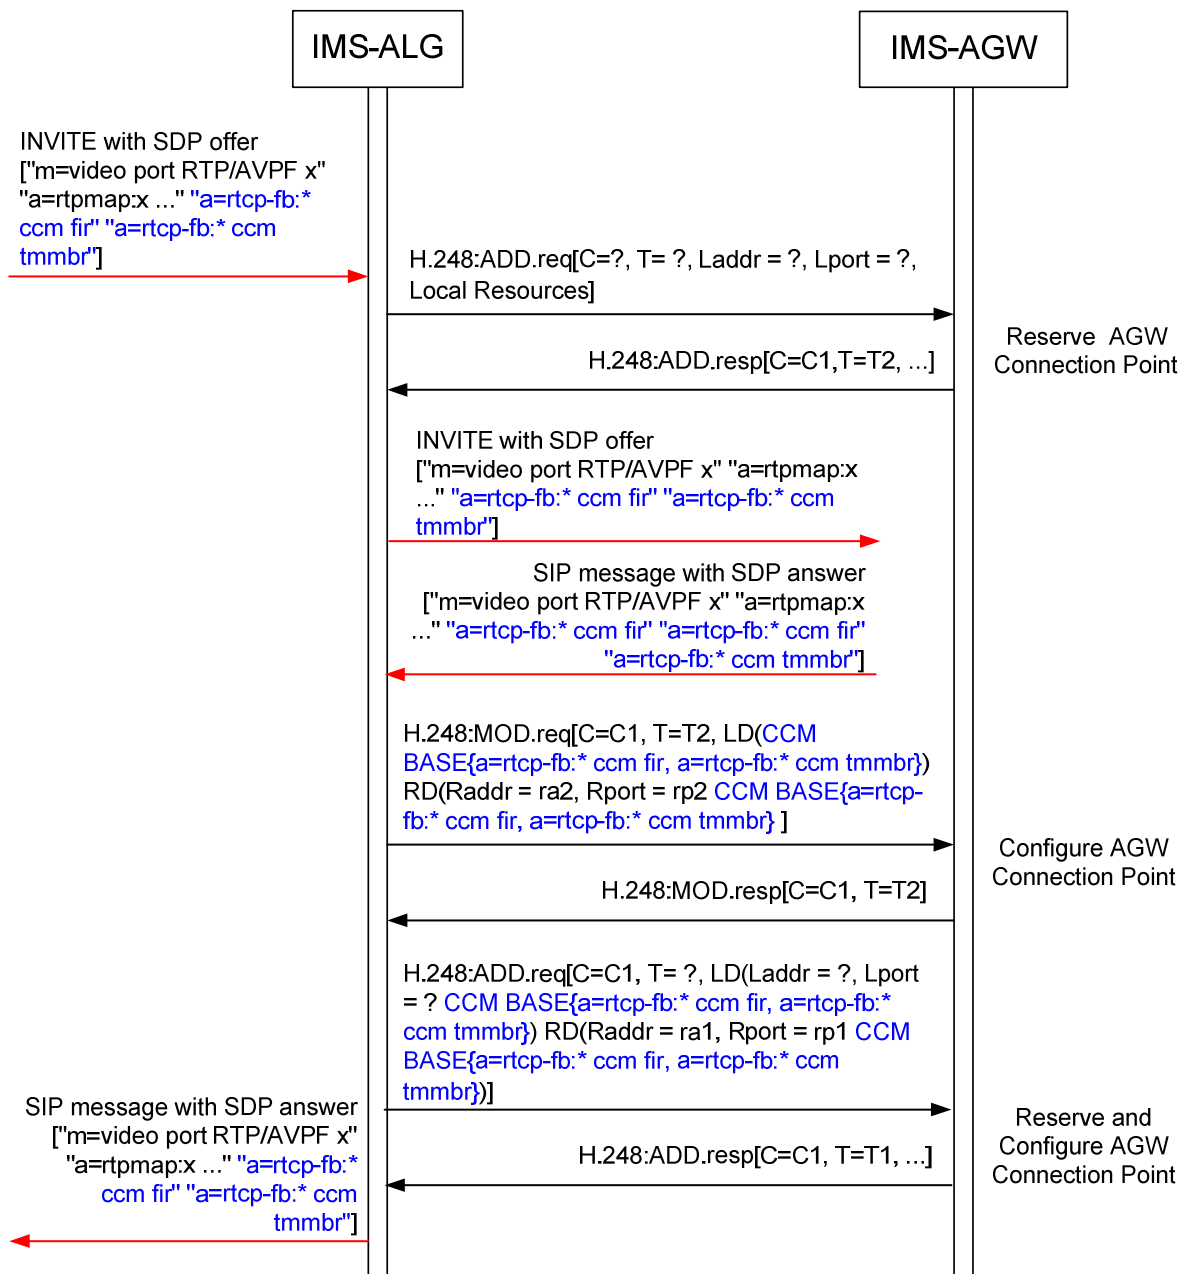 IMS-ALG
IMS-AGW
INVITE with SDP offer
["m=video port RTP/AVPF x"
"a=rtpmap:x ..." "a=rtcp-fb:*
ccm fir" "a=rtcp-fb:* ccm
tmmbr"]
H.248:ADD.req[C=?, T= ?, Laddr = ?, Lport = ?,
Local Resources]
Reserve AGW
Connection Point
H.248:ADD.resp[C=C1,T=T2, ...]
INVITE with SDP offer
["m=video port RTP/AVPF x" "a=rtpmap:x
..." "a=rtcp-fb:* ccm fir" "a=rtcp-fb:* ccm
tmmbr"]
SIP message with SDP answer
["m=video port RTP/AVPF x" "a=rtpmap:x
..." "a=rtcp-fb:* ccm fir" "a=rtcp-fb:* ccm fir"
"a=rtcp-fb:* ccm tmmbr"]
H.248:MOD.req[C=C1, T=T2, LD(CCM
BASE{a=rtcp-fb:* ccm fir, a=rtcp-fb:* ccm tmmbr})
RD(Raddr = ra2, Rport = rp2 CCM BASE{a=rtcp-
fb:* ccm fir, a=rtcp-fb:* ccm tmmbr} ]
Configure AGW
Connection Point
H.248:MOD.resp[C=C1, T=T2]
H.248:ADD.req[C=C1, T= ?, LD(Laddr = ?, Lport
= ? CCM BASE{a=rtcp-fb:* ccm fir, a=rtcp-fb:*
ccm tmmbr}) RD(Raddr = ra1, Rport = rp1 CCM
BASE{a=rtcp-fb:* ccm fir, a=rtcp-fb:* ccm
tmmbr})]
Reserve and
Configure AGW
Connection Point
H.248:ADD.resp[C=C1, T=T1, ...]
SIP message with SDP answer
["m=video port RTP/AVPF x"
"a=rtpmap:x ..." "a=rtcp-fb:*
ccm fir" "a=rtcp-fb:* ccm
tmmbr"]